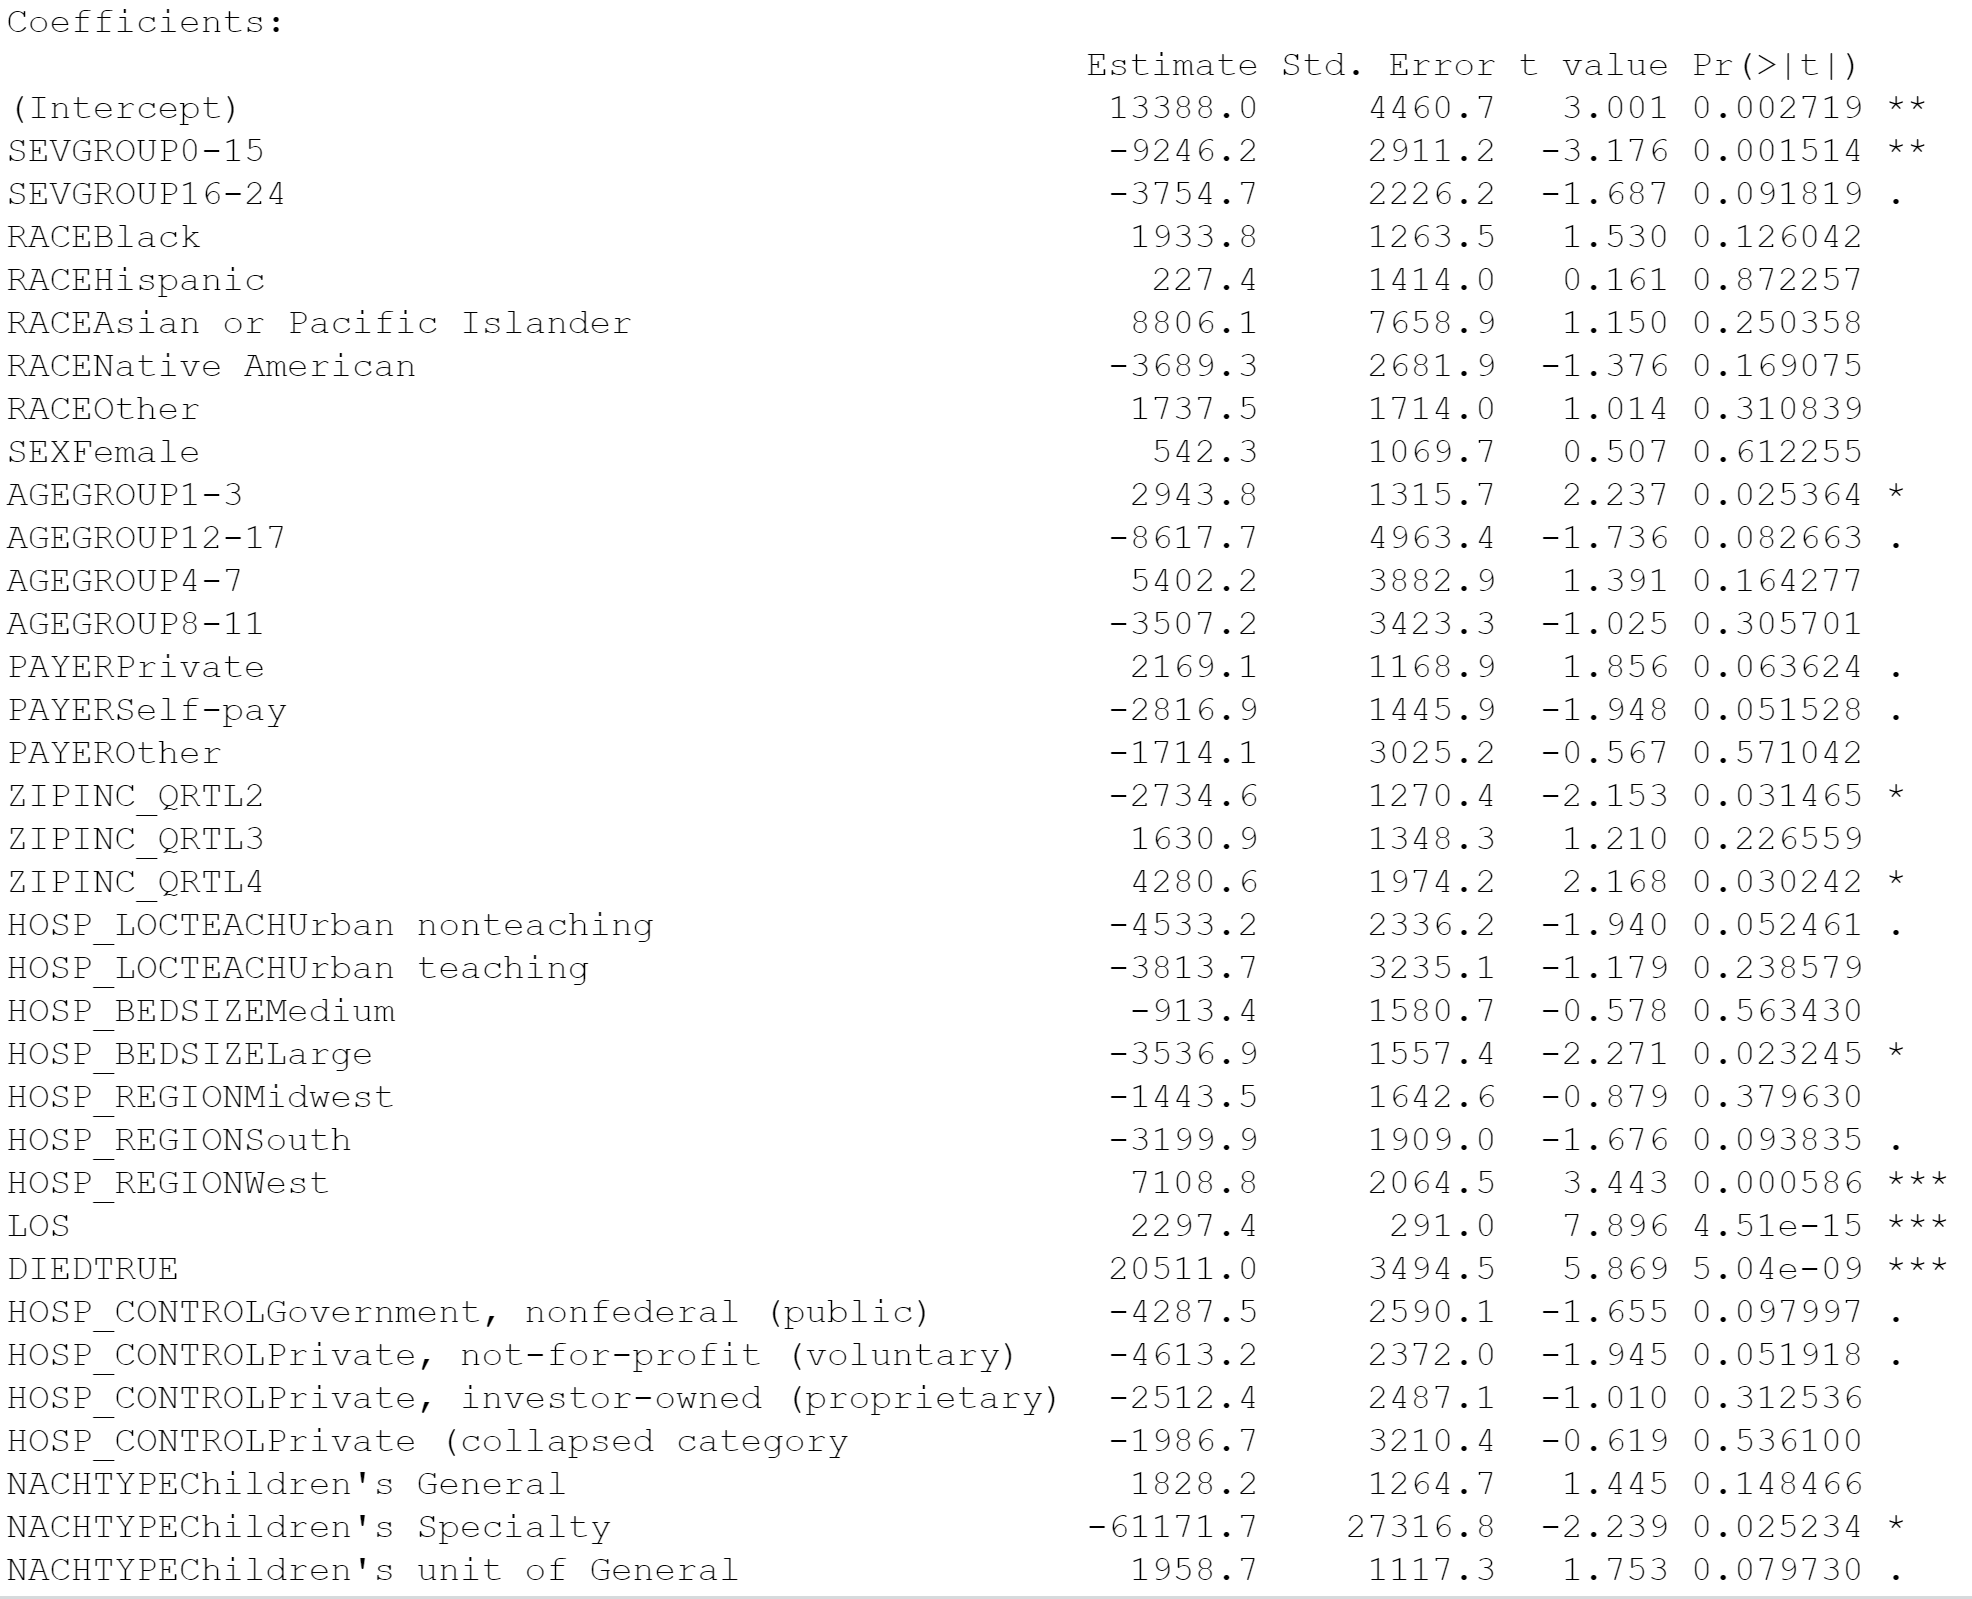 Coefficients:
Estimate Std. Error t value Pr(>|t|)
(Intercept) 13388.0 4460.7 3.001 0.002719 **
SEVGROUP0-15 -9246.2 2911.2 -3.176 0.001514 **
SEVGROUP16-24 -3754.7 2226.2 -1.687 0.091819 .
RACEBlack 1933.8 1263.5 1.530 0.126042
RACEHispanic 227.4 1414.0 0.161 0.872257
RACEAsian or Pacific Islander 8806.1 7658.9 1.150 0.250358
RACENative American -3689.3 2681.9 -1.376 0.169075
RACEOther 1737.5 1714.0 1.014 0.310839
SEXFemale 542.3 1069.7 0.507 0.612255
AGEGROUP1-3 2943.8 1315.7 2.237 0.025364 *
AGEGROUP12-17 -8617.7 4963.4 -1.736 0.082663 .
AGEGROUP4-7 5402.2 3882.9 1.391 0.164277
AGEGROUP8-11 -3507.2 3423.3 -1.025 0.305701
PAYERPrivate 2169.1 1168.9 1.856 0.063624 .
PAYERSelf-pay -2816.9 1445.9 -1.948 0.051528 .
PAYEROther -1714.1 3025.2 -0.567 0.571042
ZIPINC_QRTL2 -2734.6 1270.4 -2.153 0.031465 *
ZIPINC_QRTL3 1630.9 1348.3 1.210 0.226559
ZIPINC_QRTL4 4280.6 1974.2 2.168 0.030242 *
HOSP_LOCTEACHUrban nonteaching -4533.2 2336.2 -1.940 0.052461 .
HOSP_LOCTEACHUrban teaching -3813.7 3235.1 -1.179 0.238579
HOSP_BEDSIZEMedium -913.4 1580.7 -0.578 0.563430
HOSP_BEDSIZELarge -3536.9 1557.4 -2.271 0.023245 *
HOSP_REGIONMidwest -1443.5 1642.6 -0.879 0.379630
HOSP_REGIONSouth -3199.9 1909.0 -1.676 0.093835 .
HOSP_REGIONWest 7108.8 2064.5 3.443 0.000586 ***
LOS 2297.4 291.0 7.896 4.51e-15 ***
DIEDTRUE 20511.0 3494.5 5.869 5.04e-09 ***
HOSP_CONTROLGovernment, nonfederal (public) -4287.5 2590.1 -1.655 0.097997 .
HOSP_CONTROLPrivate, not-for-profit (voluntary) -4613.2 2372.0 -1.945 0.051918 .
HOSP_CONTROLPrivate, investor-owned (proprietary) -2512.4 2487.1 -1.010 0.312536
HOSP_CONTROLPrivate (collapsed category -1986.7 3210.4 -0.619 0.536100
NACHTYPEChildren's General 1828.2 1264.7 1.445 0.148466
NACHTYPEChildren's Specialty -61171.7 27316.8 -2.239 0.025234 *
NACHTYPEChildren's unit of General 1958.7 1117.3 1.753 0.079730 .